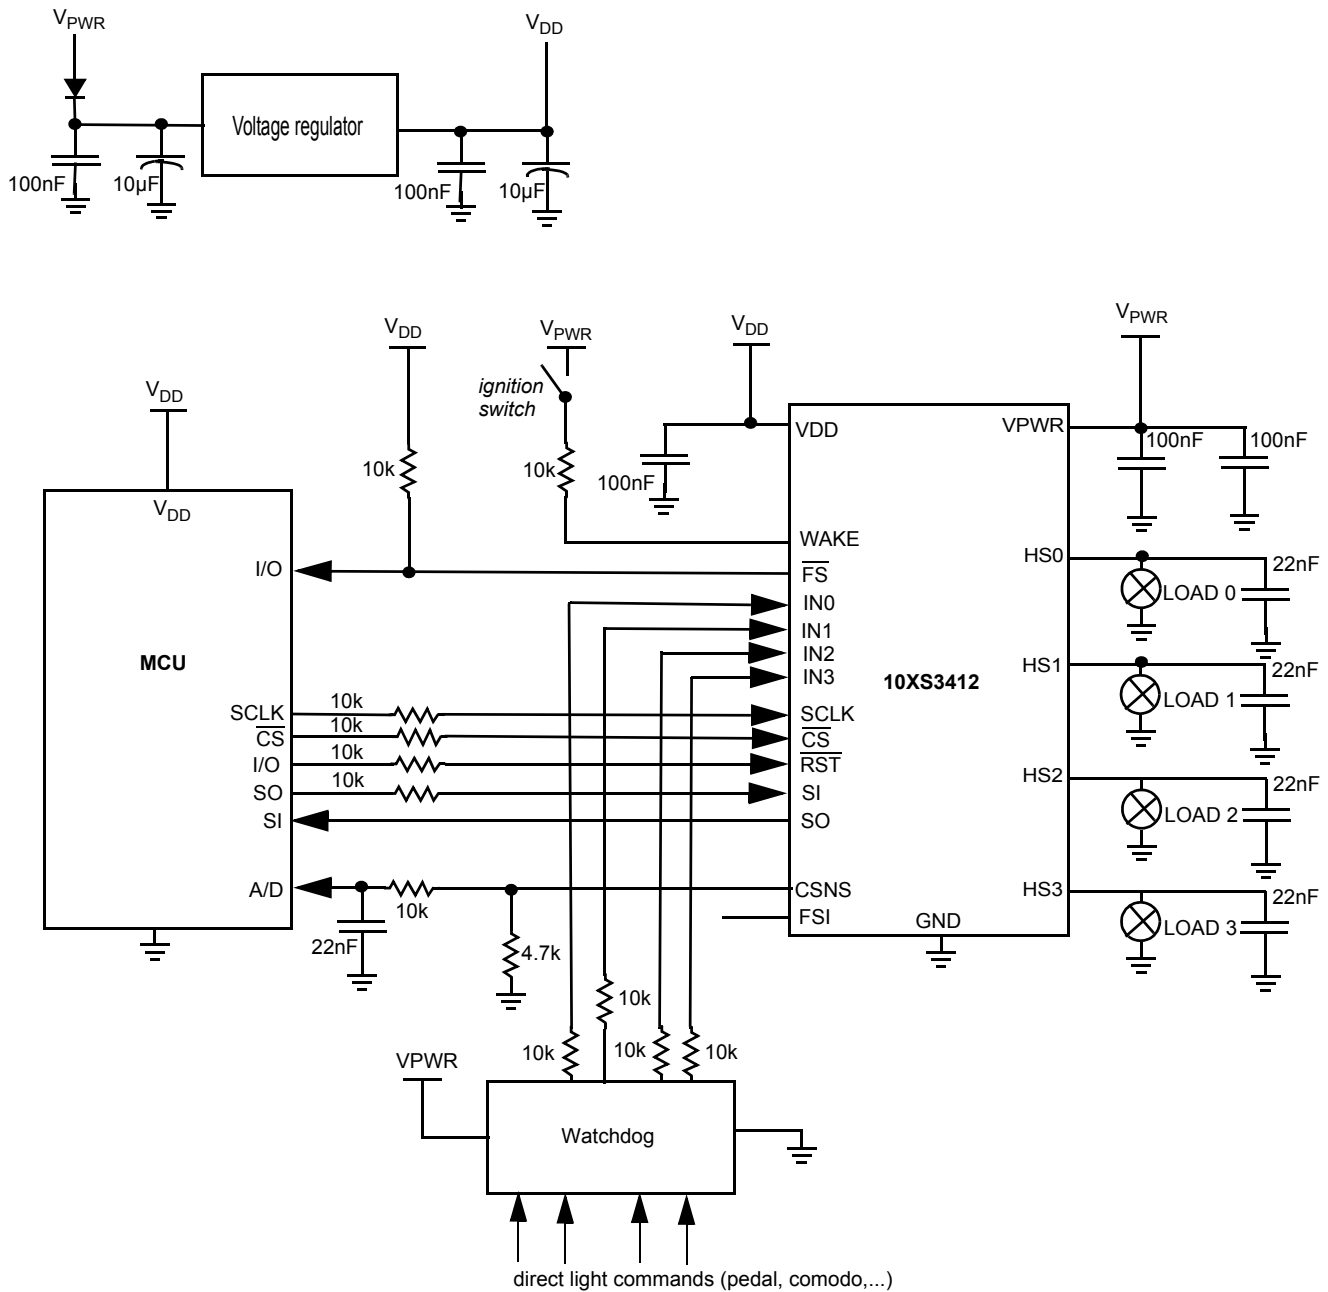 VPWR
VDD
Voltage regulator
100nF
10µF
100nF
10µF
VDD
VPWR
VDD
VPWR
VDD
ignition
switch
VDD
VPWR
100nF
100nF
10k
10k
100nF
VDD
WAKE
HS0
I/O
FS
22nF
IN0
LOAD 0
IN1
IN2
MCU
HS1
22nF
IN3
10XS3412
10k
LOAD 1
SCLK
SCLK
10k
CS
CS
I/O
10k
RST
HS2
22nF
SO
10k
SI
LOAD 2
SI
SO
A/D
CSNS
HS3
22nF
10k
FSI
GND
LOAD 3
22nF
4.7k
10k
10k
10k
10k
VPWR
Watchdog
direct light commands (pedal, comodo,...)